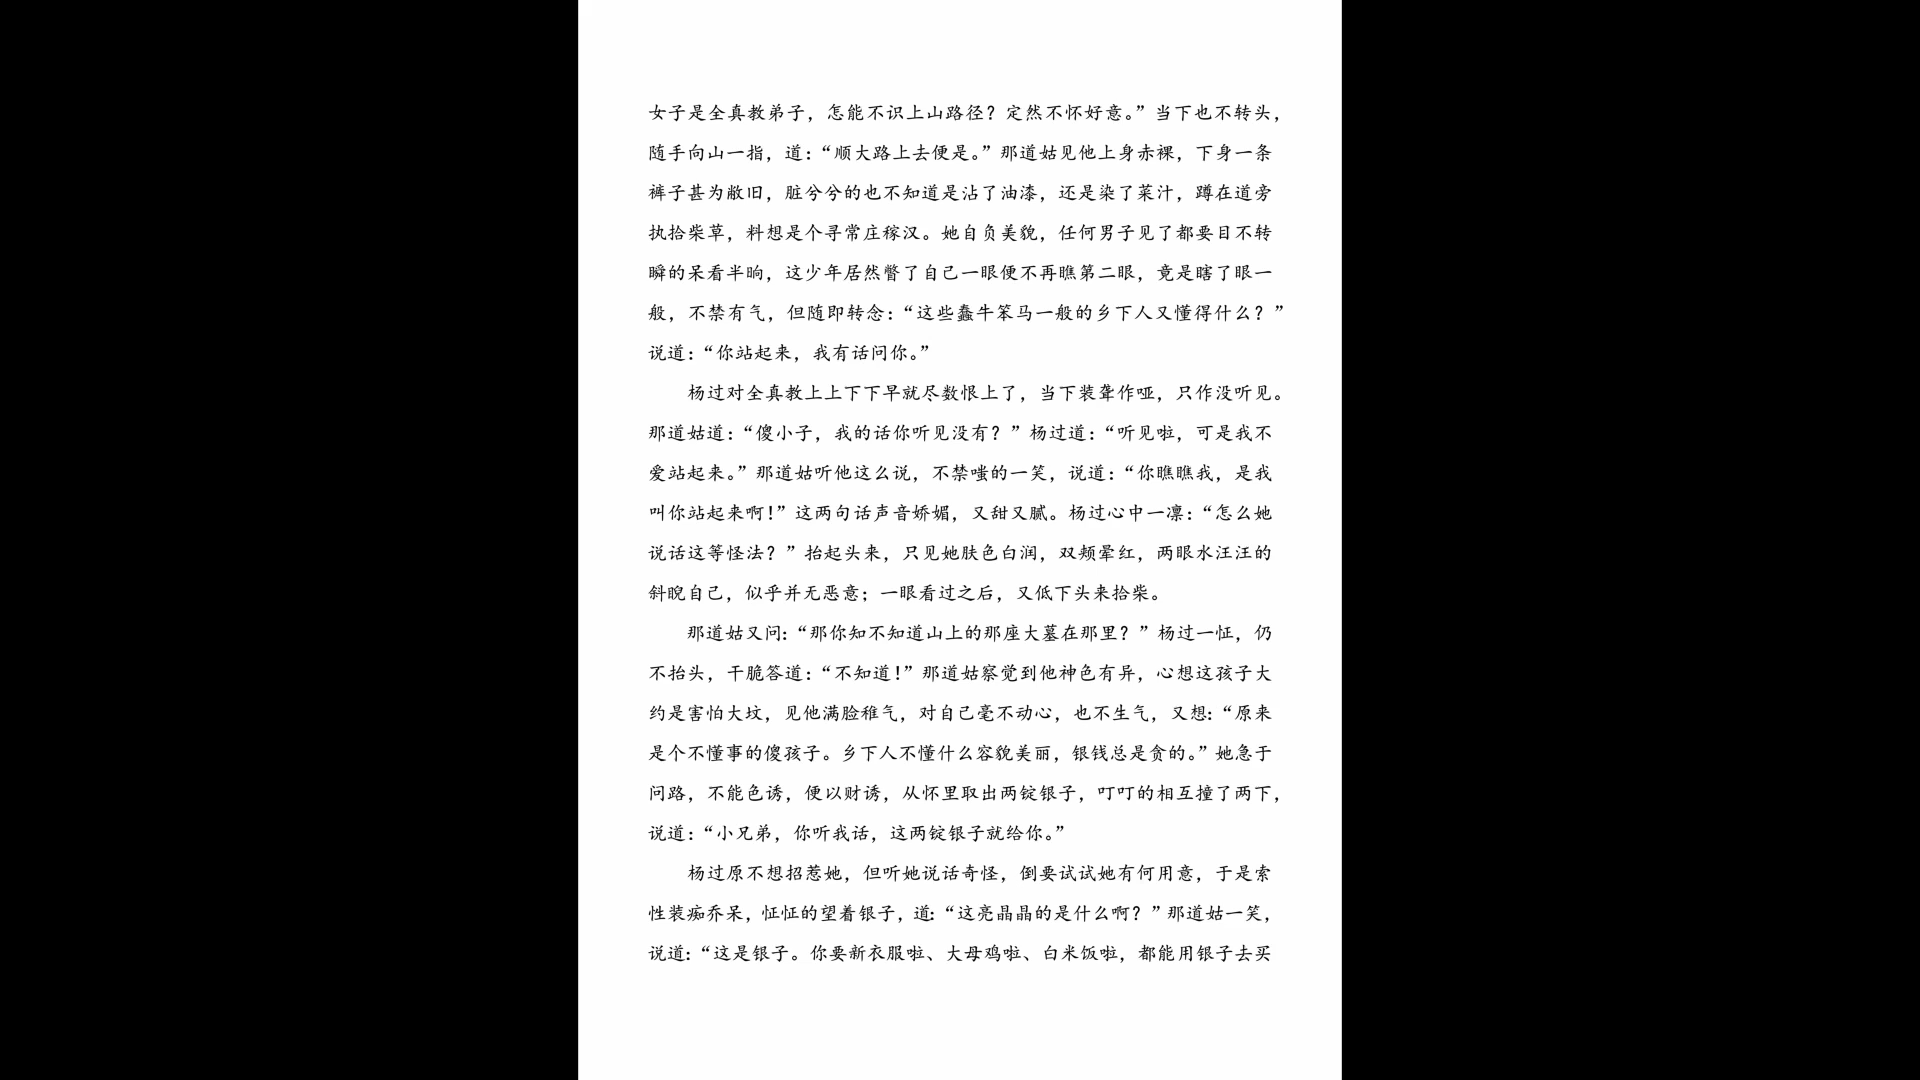 女子是全真教弟子，怎能不识上山路径？定然不怀好意。”当下也不转头，
随手向山一指，道：“顺大路上去便是。”那道姑见他上身赤裸，下身一条
裤子甚为敝旧，脏兮兮的也不知道是沾了油漆，还是染了菜汁，蹲在道旁
执拾柴草，料想是个寻常庄稼汉。她自负美貌，任何男子见了都要目不转
瞬的呆看半晌，这少年居然瞥了自己一眼便不再瞧第二眼，竟是瞎了眼一
般，不禁有气，但随即转念：“这些蠢牛笨马一般的乡下人又懂得什么？”
说道：“你站起来，我有话问你。”
杨过对全真教上上下下早就尽数恨上了，当下装聋作哑，只作没听见。
那道姑道：“傻小子，我的话你听见没有？”杨过道：“听见啦，可是我不
爱站起来。”那道姑听他这么说，不禁嗤的一笑，说道：“你瞧瞧我，是我
叫你站起来啊！”这两句话声音娇媚，又甜又腻。杨过心中一凛：“怎么她
说话这等怪法？”抬起头来，只见她肤色白润，双颊晕红，两眼水汪汪的
斜睨自己，似乎并无恶意；一眼看过之后，又低下头来拾柴。
那道姑又问：“那你知不知道山上的那座大墓在那里？”杨过一怔，仍
不抬头，干脆答道：“不知道！”那道姑察觉到他神色有异，心想这孩子大
约是害怕大坟，见他满脸稚气，对自己毫不动心，也不生气，又想：“原来
是个不懂事的傻孩子。乡下人不懂什么容貌美丽，银钱总是贪的。”她急于
问路，不能色诱，便以财诱，从怀里取出两锭银子，叮叮的相互撞了两下，
说道：“小兄弟，你听我话，这两锭银子就给你。”
杨过原不想招惹她，但听她说话奇怪，倒要试试她有何用意，于是索
性装痴乔呆，怔怔的望着银子，道：“这亮晶晶的是什么啊？”那道姑一笑，
说道：“这是银子。你要新衣服啦、大母鸡啦、白米饭啦，都能用银子去买